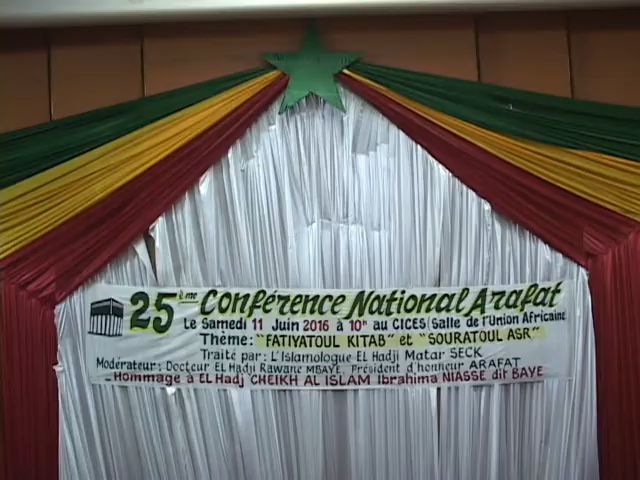 25ème Conférence National Arafat
Le Samedi 11 Juin 2016 à 10H au CICES (Salle de l'Union Africaine
Thème: "FATIYATOUL KITAB" et "SOURATOUL ASR"
Traité par: L'Islamologue EL Hadji Matar SECK
Modérateur: Docteur EL Hadji Rawane MBAYE, Président d'honneur ARAFAT
-Hommage à EL Hadj CHEIKH AL ISLAM Ibrahima NIASSE dit BAYE